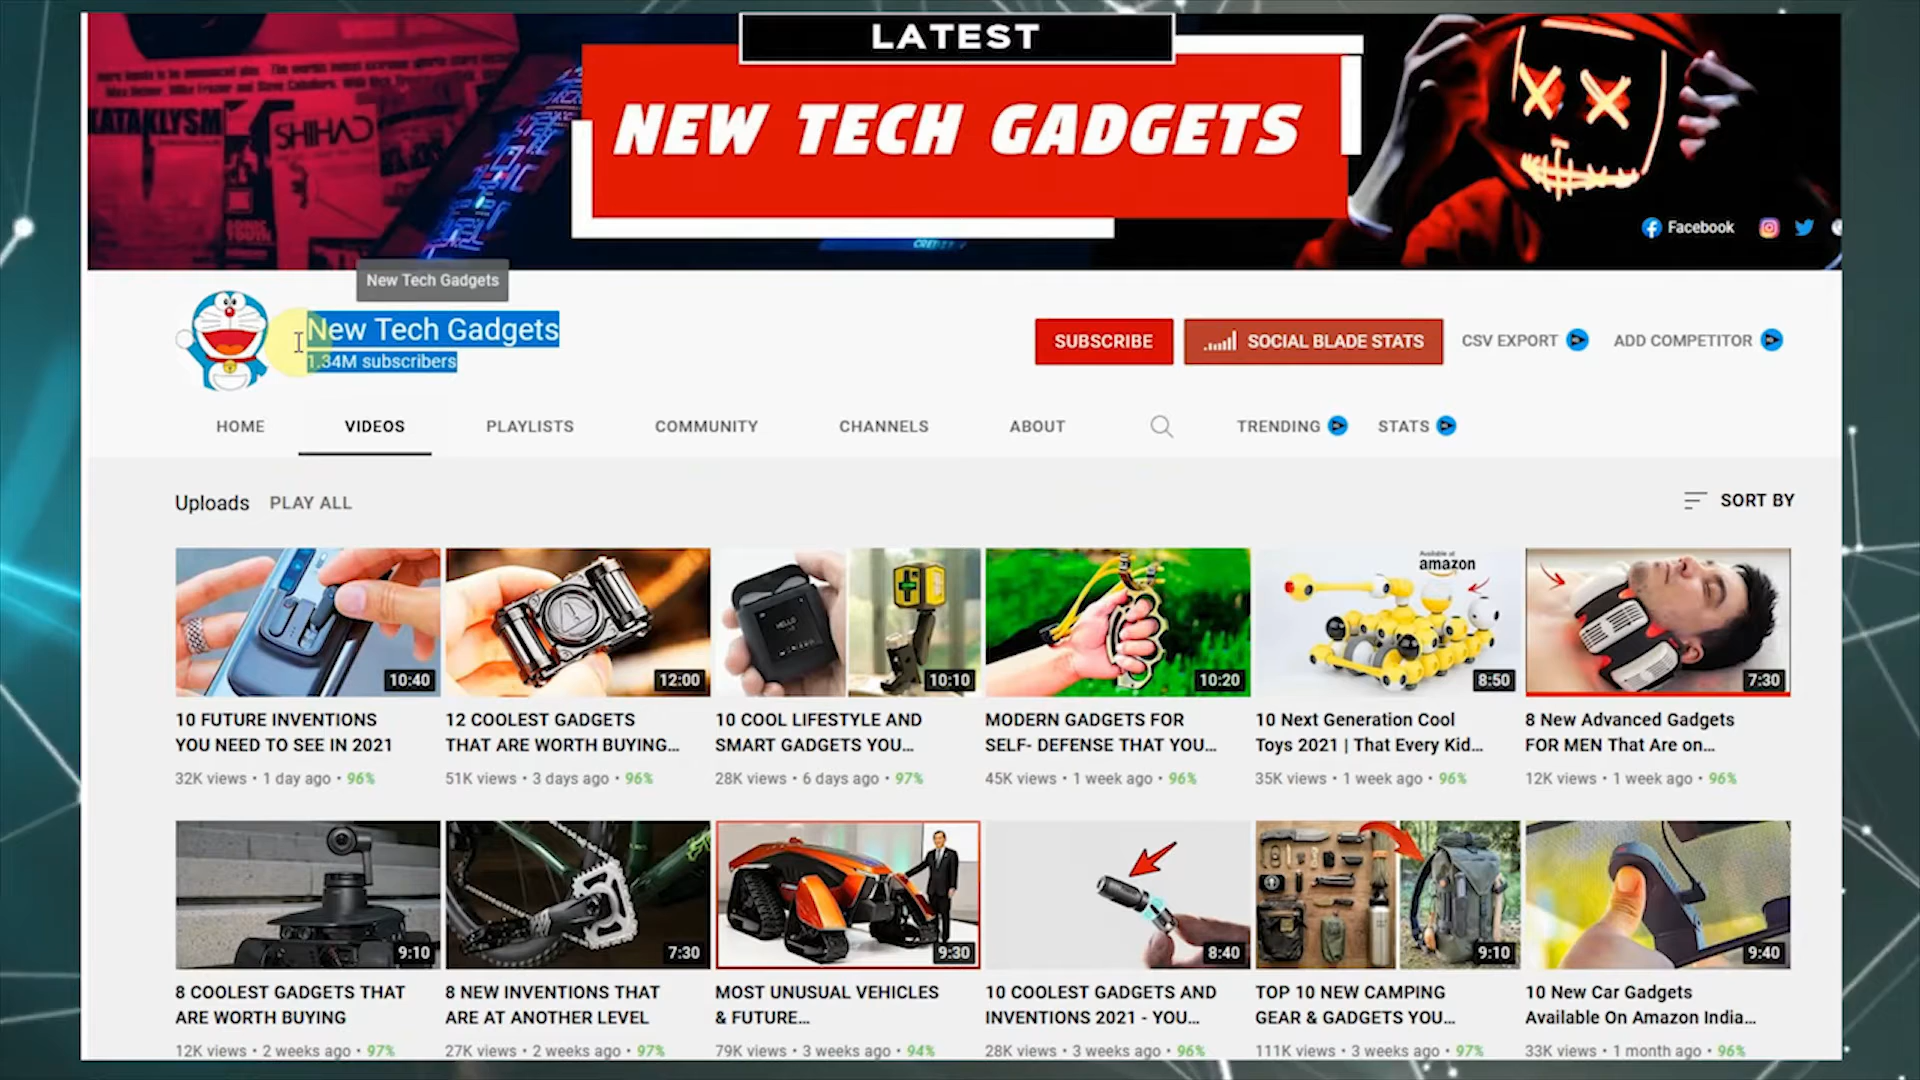 LATEST
NEW TECH GADGETS
KATAKLYSM
SHIHAD
Facebook
New Tech Gadgets
New Tech Gadgets
1.34M subscribers
SUBSCRIBE
SOCIAL BLADE STATS
CSV EXPORT
ADD COMPETITOR
HOME
VIDEOS
PLAYLISTS
COMMUNITY
CHANNELS
ABOUT
TRENDING
STATS
Uploads
PLAY ALL
SORT BY
Available at
amazon
HELLO
10:40
12:00
10:10
10:20
8:50
7:30
10 FUTURE INVENTIONS
YOU NEED TO SEE IN 2021
32K views • 1 day ago • 96%
12 COOLEST GADGETS
THAT ARE WORTH BUYING...
51K views • 3 days ago • 96%
10 COOL LIFESTYLE AND
SMART GADGETS YOU...
28K views • 6 days ago • 97%
MODERN GADGETS FOR
SELF- DEFENSE THAT YOU...
45K views • 1 week ago • 96%
10 Next Generation Cool
Toys 2021 | That Every Kid...
35K views • 1 week ago • 96%
8 New Advanced Gadgets
FOR MEN That Are on...
12K views • 1 week ago • 96%
9:10
7:30
9:30
8:40
9:10
9:40
8 COOLEST GADGETS THAT
ARE WORTH BUYING
12K views • 2 weeks ago • 97%
8 NEW INVENTIONS THAT
ARE AT ANOTHER LEVEL
27K views • 2 weeks ago • 97%
MOST UNUSUAL VEHICLES
& FUTURE...
79K views • 3 weeks ago • 94%
10 COOLEST GADGETS AND
INVENTIONS 2021 - YOU...
28K views • 3 weeks ago • 96%
TOP 10 NEW CAMPING
GEAR & GADGETS YOU...
111K views • 3 weeks ago • 97%
10 New Car Gadgets
Available On Amazon India...
33K views • 1 month ago • 96%